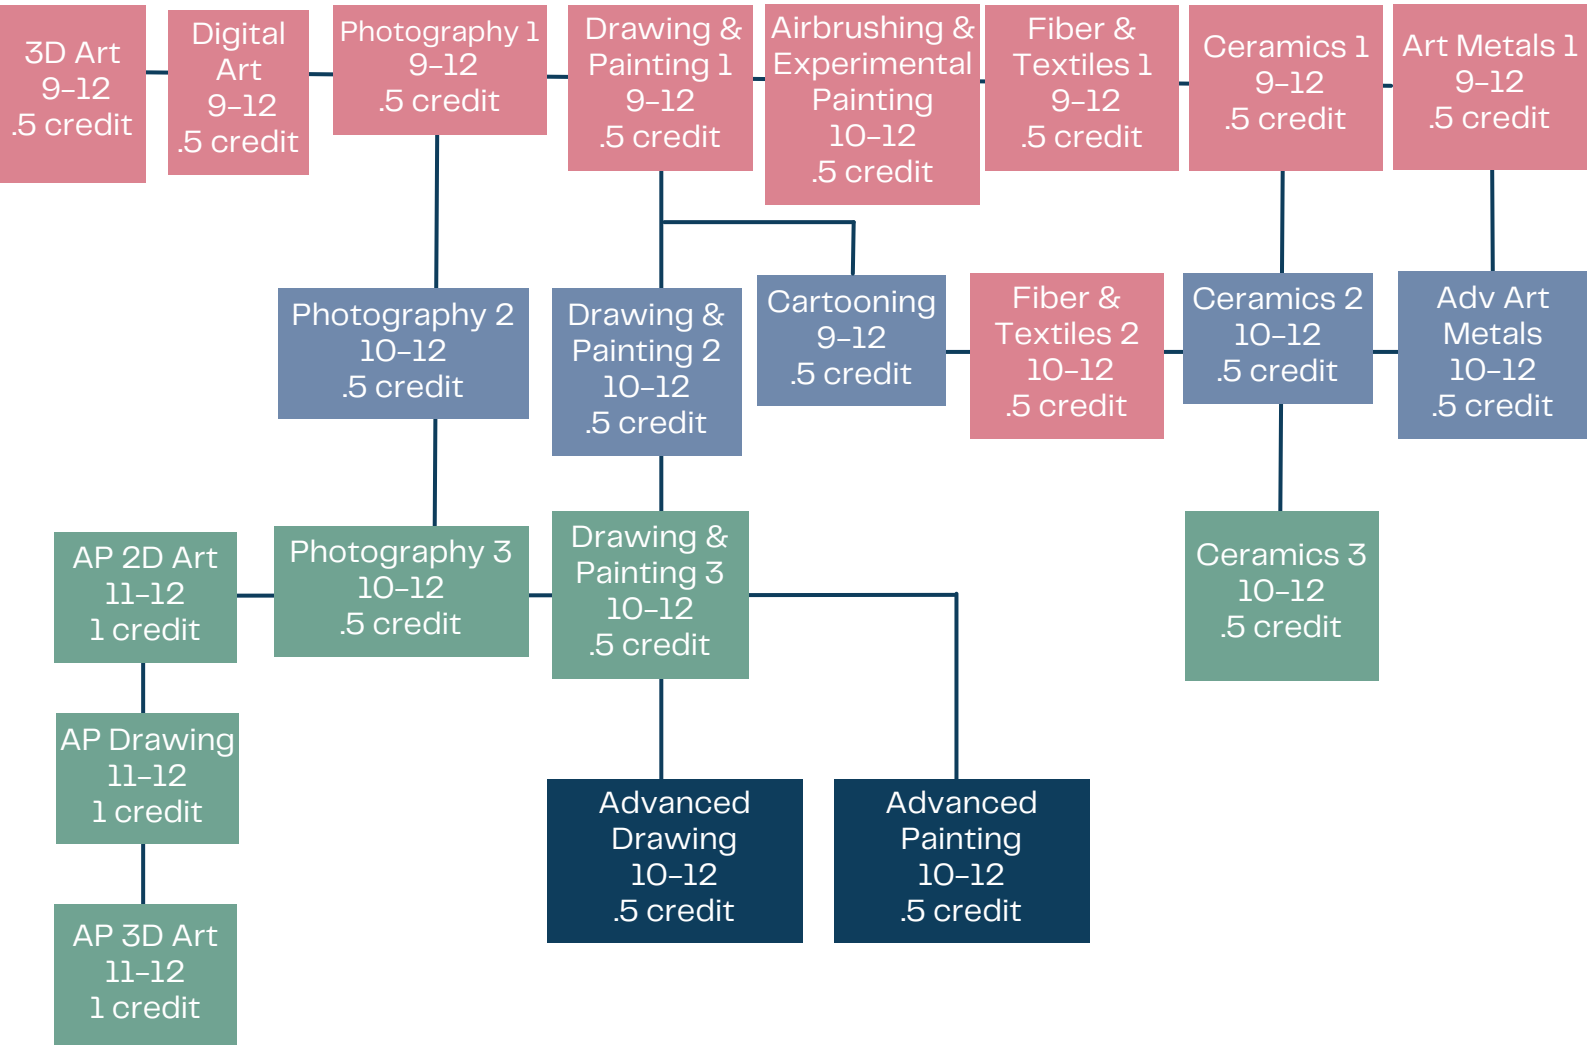 3D Art
9-12
.5 credit
Digital
Art
9-12
.5 credit
Photography 1
9-12
.5 credit
Drawing &
Painting 1
9-12
.5 credit
Airbrushing &
Experimental
Painting
10-12
.5 credit
Fiber &
Textiles 1
9-12
.5 credit
Ceramics 1
9-12
.5 credit
Art Metals 1
9-12
.5 credit
Photography 2
10-12
.5 credit
Drawing &
Painting 2
10-12
.5 credit
Cartooning
9-12
.5 credit
Fiber &
Textiles 2
10-12
.5 credit
Ceramics 2
10-12
.5 credit
Adv Art
Metals
10-12
.5 credit
AP 2D Art
11-12
1 credit
Photography 3
10-12
.5 credit
Drawing &
Painting 3
10-12
.5 credit
Ceramics 3
10-12
.5 credit
AP Drawing
11-12
1 credit
Advanced
Drawing
10-12
.5 credit
Advanced
Painting
10-12
.5 credit
AP 3D Art
11-12
1 credit